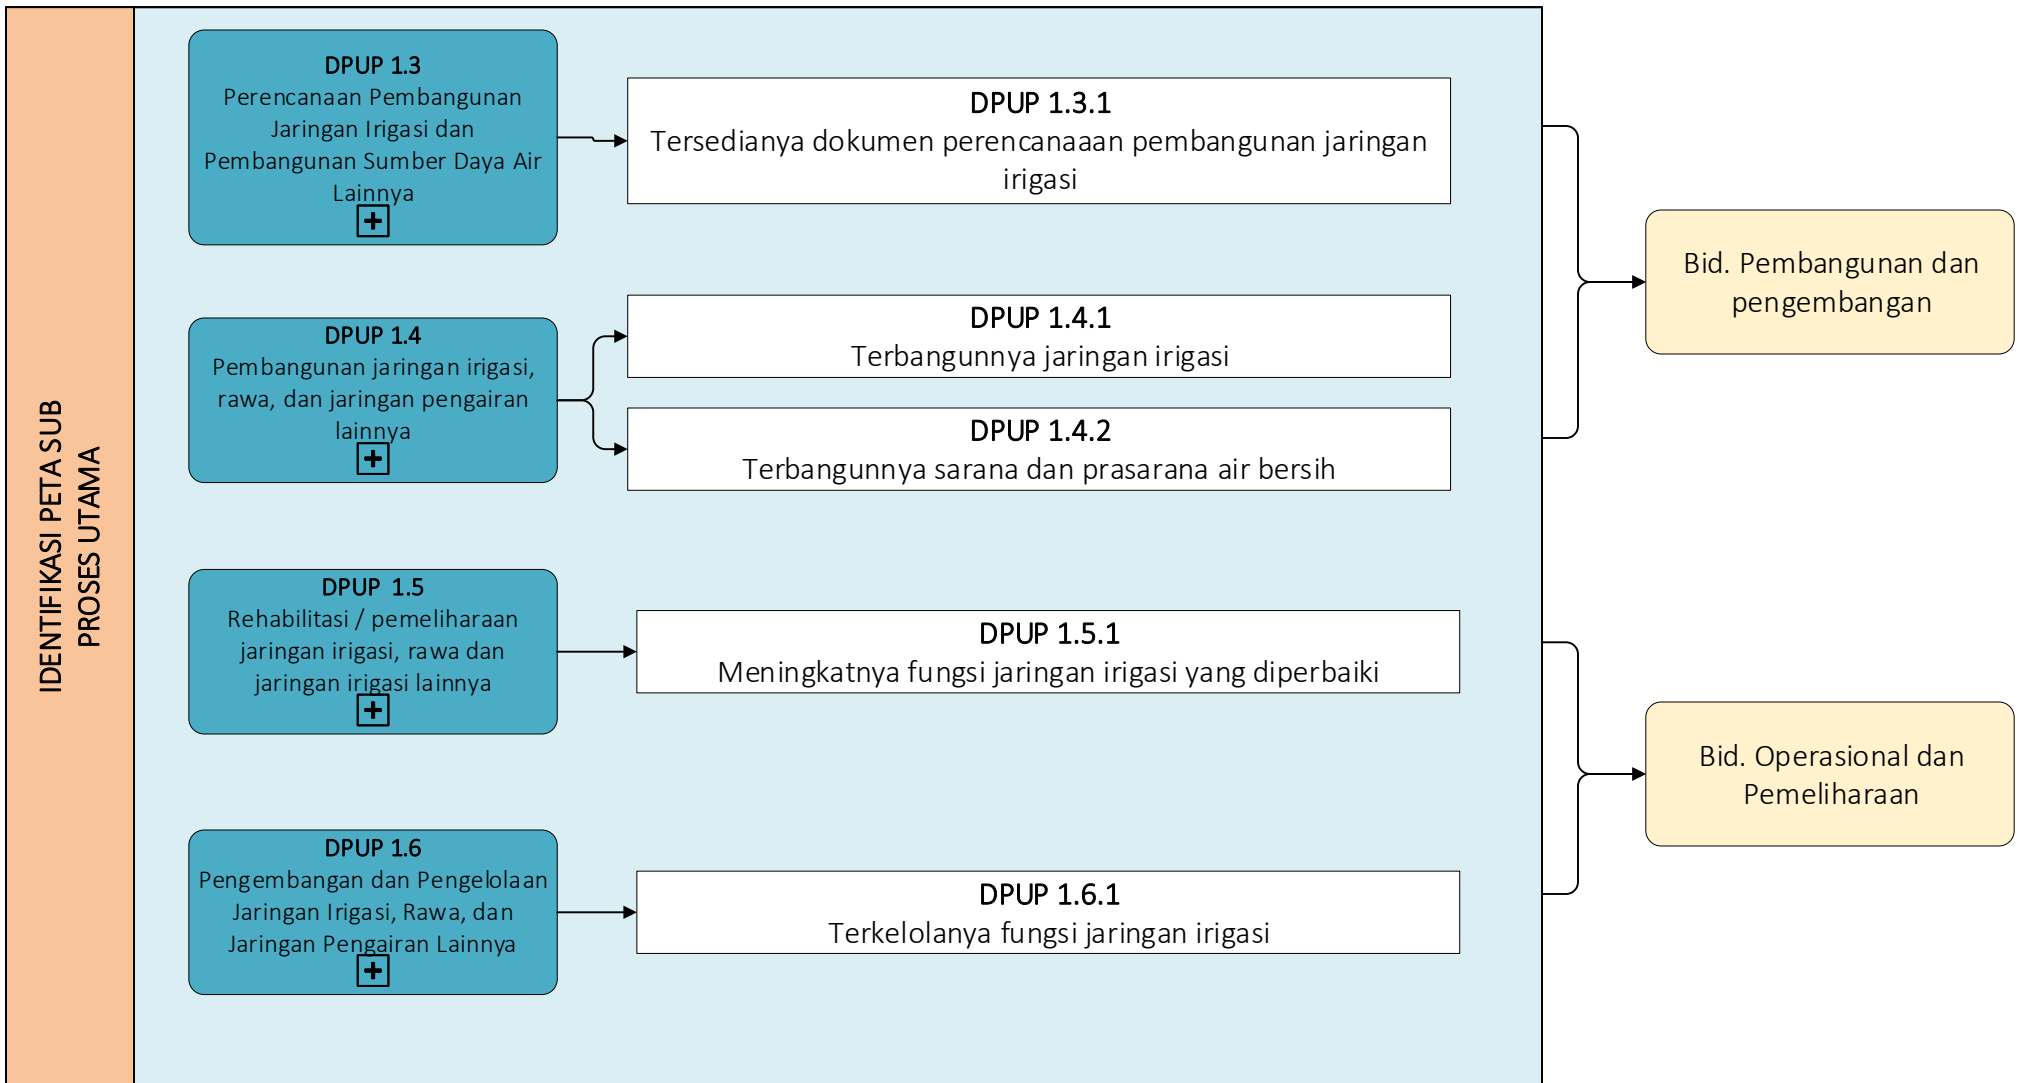 IDENTIFIKASI PETA SUB
PROSES UTAMA
DPUP 1.3
Perencanaan Pembangunan
Jaringan Irigasi dan
Pembangunan Sumber Daya Air
Lainnya
DPUP 1.3.1
Tersedianya dokumen perencanaaan pembangunan jaringan
irigasi
DPUP 1.4
Pembangunan jaringan irigasi,
rawa, dan jaringan pengairan
lainnya
DPUP 1.4.1
Terbangunnya jaringan irigasi
DPUP 1.4.2
Terbangunnya sarana dan prasarana air bersih
Bid. Pembangunan dan
pengembangan
DPUP 1.5
Rehabilitasi / pemeliharaan
jaringan irigasi, rawa dan
jaringan irigasi lainnya
DPUP 1.5.1
Meningkatnya fungsi jaringan irigasi yang diperbaiki
DPUP 1.6
Pengembangan dan Pengelolaan
Jaringan Irigasi, Rawa, dan
Jaringan Pengairan Lainnya
DPUP 1.6.1
Terkelolanya fungsi jaringan irigasi
Bid. Operasional dan
Pemeliharaan